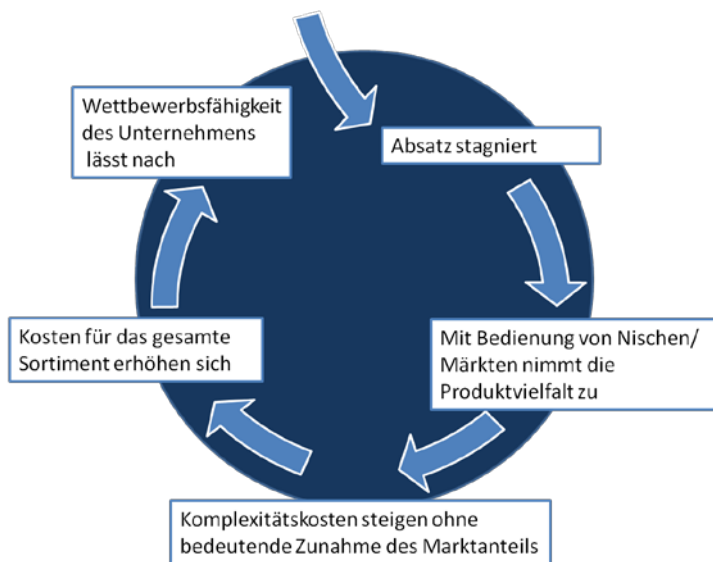 Wettbewerbsfähigkeit
des Unternehmens
lässt nach
Absatz stagniert
Kosten für das gesamte
Sortiment erhöhen sich
Mit Bedienung von Nischen/
Märkten nimmt die
Produktvielfalt zu
Komplexitätskosten steigen ohne
bedeutende Zunahme des Marktanteils